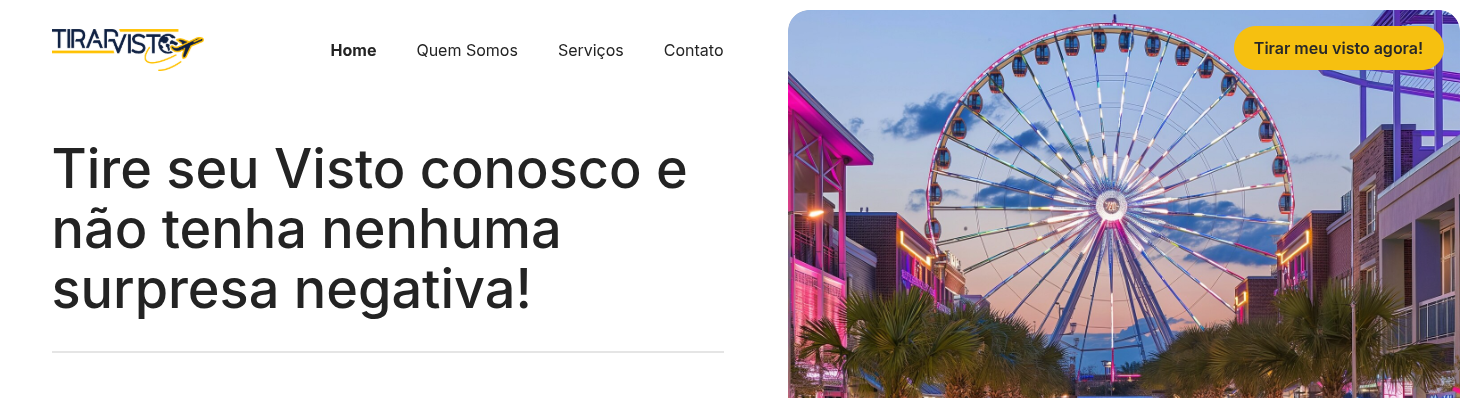 TIRARVISTO
Home
Quem Somos
Serviços
Contato
Tirar meu visto agora!
Tire seu Visto conosco e
não tenha nenhuma
surpresa negativa!